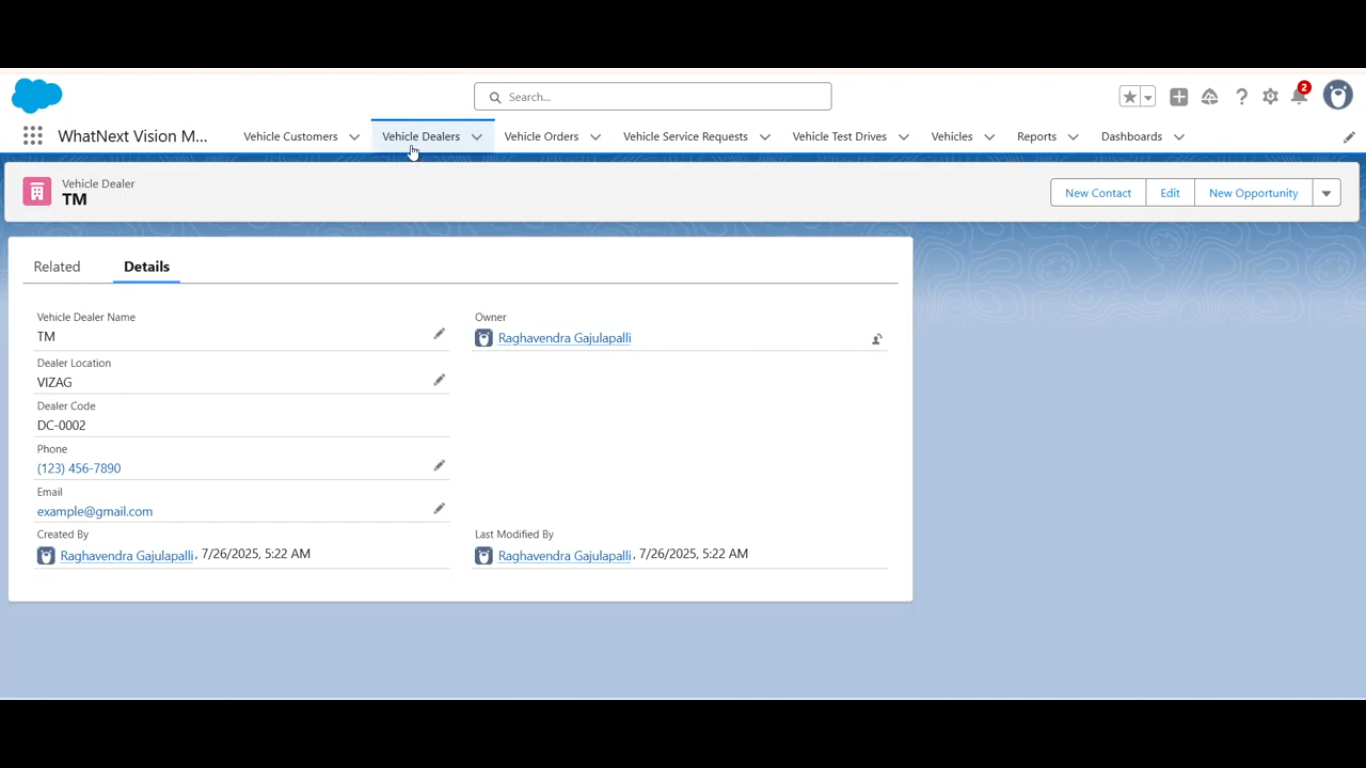 Search...
2
WhatNext Vision M...
Vehicle Customers
Vehicle Dealers
Vehicle Orders
Vehicle Service Requests
Vehicle Test Drives
Vehicles
Reports
Dashboards
Vehicle Dealer
TM
New Contact
Edit
New Opportunity
Related
Details
Vehicle Dealer Name
TM
Owner
Raghavendra Gajulapalli
Dealer Location
VIZAG
Dealer Code
DC-0002
Phone
(123) 456-7890
Email
example@gmail.com
Created By
Raghavendra Gajulapalli, 7/26/2025, 5:22 AM
Last Modified By
Raghavendra Gajulapalli, 7/26/2025, 5:22 AM